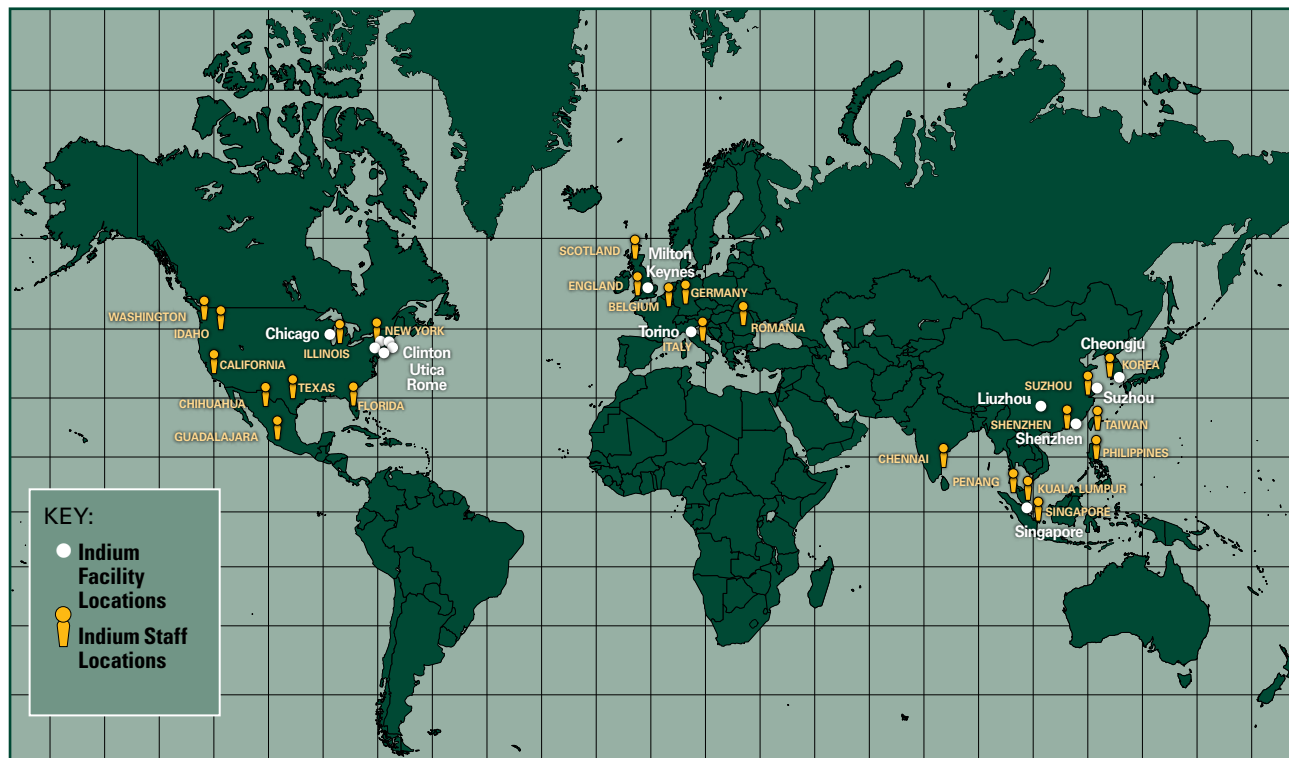 SCOTLAND
Milton
Keynes
ENGLAND
BELGIUM
GERMANY
ROMANIA
Torino
ITALY
WASHINGTON
IDAHO
Chicago
ILLINOIS
NEW YORK
Clinton
Utica
Rome
CALIFORNIA
TEXAS
CHIHUAHUA
FLORIDA
GUADALAJARA
Cheongju
KOREA
SUZHOU
Suzhou
Liuzhou
SHENZHEN
Shenzhen
TAIWAN
PHILIPPINES
CHENNAI
PENANG
KUALA LUMPUR
SINGAPORE
Singapore
KEY:
Indium
Facility
Locations
Indium Staff
Locations